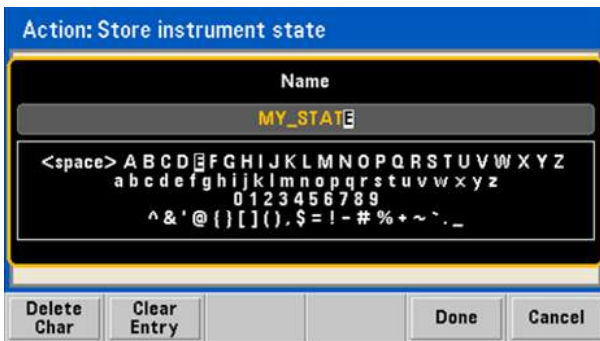 Action: Store instrument state
Name
MY_STATE
<space> A B C D E F G H I J K L M N O P Q R S T U V W X Y Z
a b c d e f g h i j k l m n o p q r s t u v w x y z
0 1 2 3 4 5 6 7 8 9
^ & ' @ { } [ ] ( ) , $ = ! - # % + ~ ` . _
Delete Char
Clear Entry
Done
Cancel